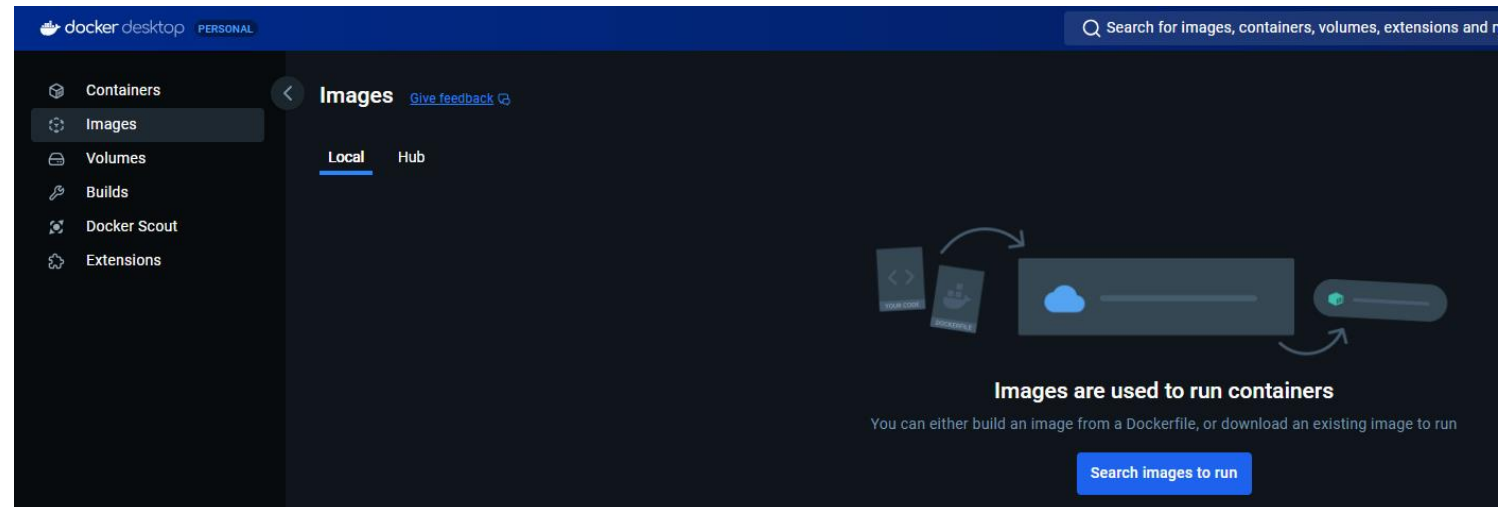 docker desktop PERSONAL
Search for images, containers, volumes, extensions and
Containers
Images
Volumes
Builds
Docker Scout
Extensions
Images Give feedback
Local Hub
YOUR CODE
DOCKERFILE
Images are used to run containers
You can either build an image from a Dockerfile, or download an existing image to run
Search images to run